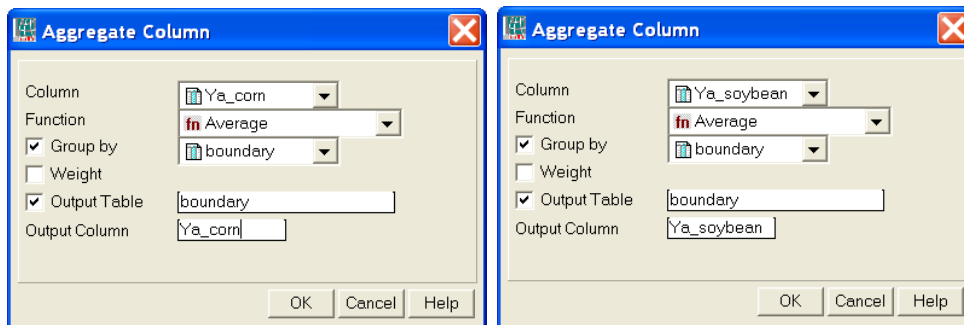 Aggregate Column
Column
Ya_corn
Function
fn Average
Group by
boundary
Weight
Output Table
boundary
Output Column
Ya_corn
OK
Cancel
Help
Aggregate Column
Column
Ya_soybean
Function
fn Average
Group by
boundary
Weight
Output Table
boundary
Output Column
Ya_soybean
OK
Cancel
Help